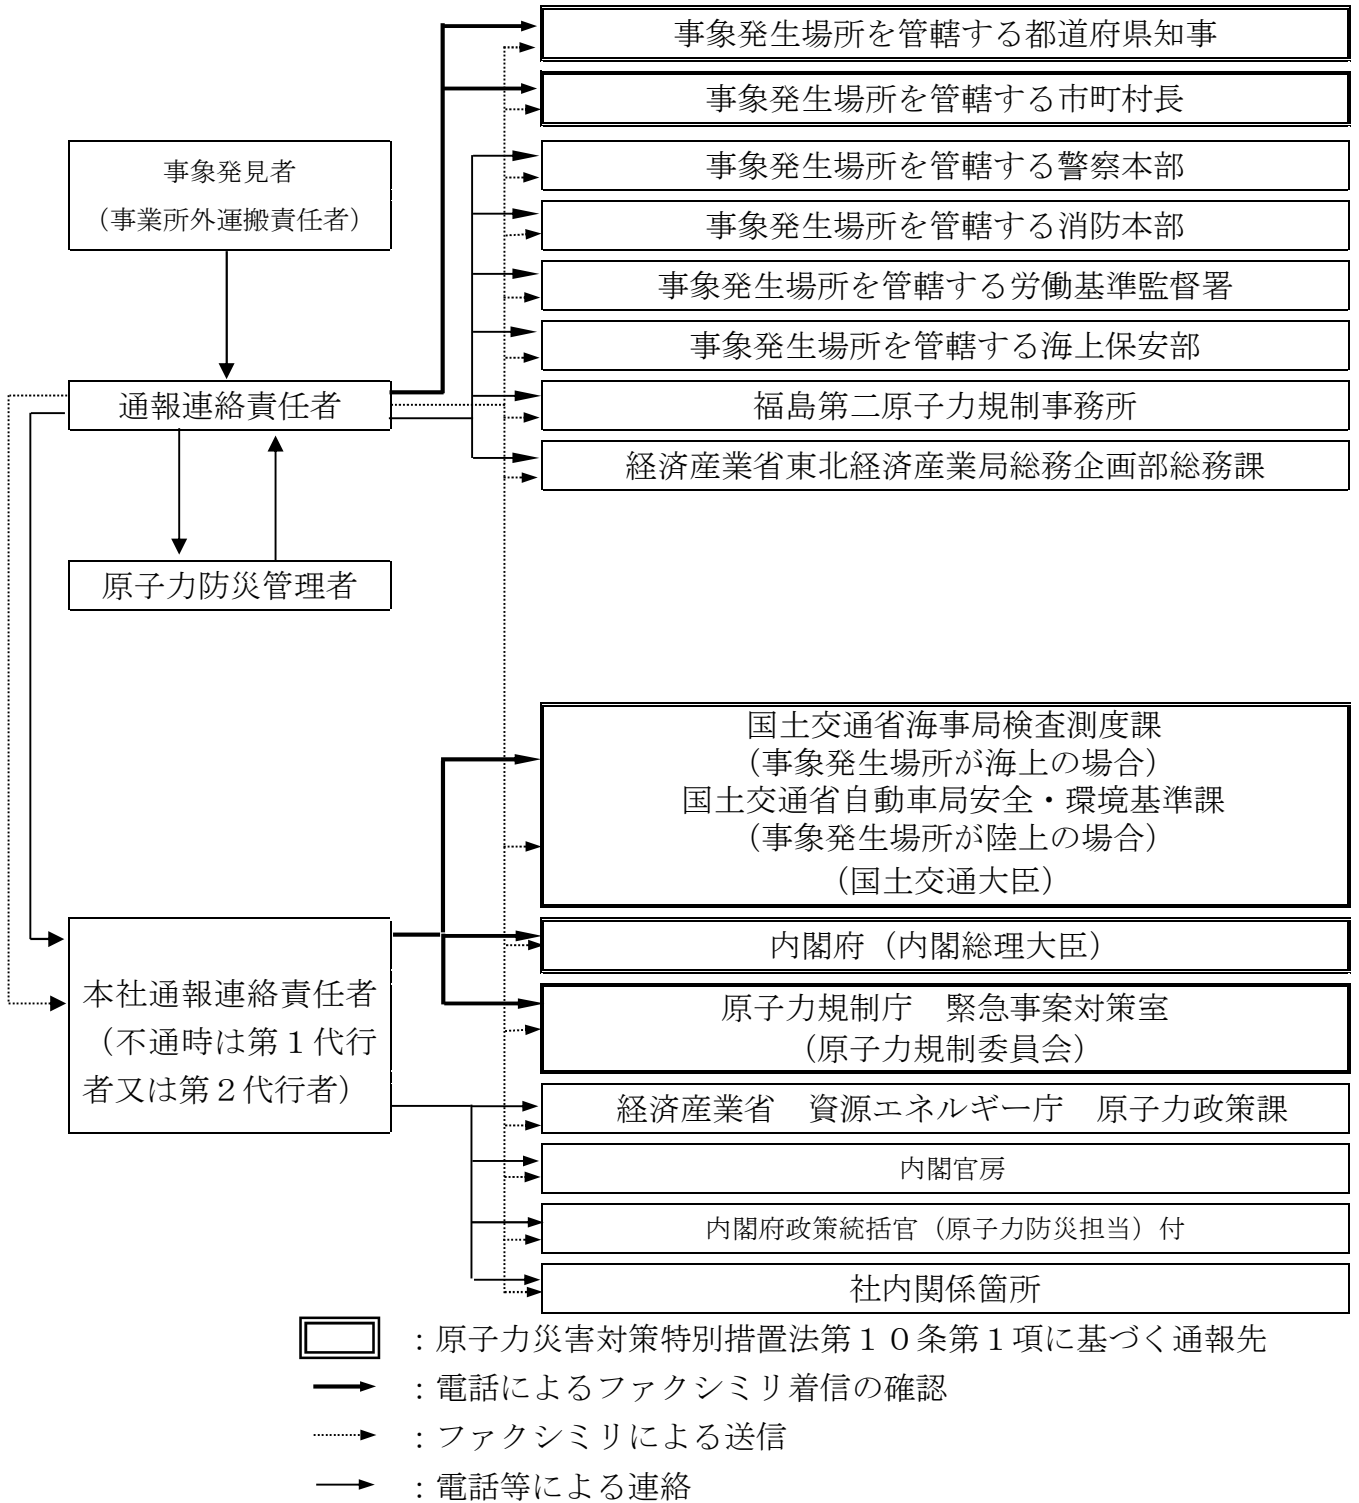 事象発生場所を管轄する都道府県知事
事象発生場所を管轄する市町村長
事象発見者
（事業所外運搬責任者）
事象発生場所を管轄する警察本部
事象発生場所を管轄する消防本部
事象発生場所を管轄する労働基準監督署
事象発生場所を管轄する海上保安部
通報連絡責任者
福島第二原子力規制事務所
経済産業省東北経済産業局総務企画部総務課
原子力防災管理者
国土交通省海事局検査測度課
（事象発生場所が海上の場合）
国土交通省自動車局安全・環境基準課
（事象発生場所が陸上の場合）
（国土交通大臣）
本社通報連絡責任者
（不通時は第１代行
者又は第２代行者）
内閣府（内閣総理大臣）
原子力規制庁　緊急事案対策室
（原子力規制委員会）
経済産業省　資源エネルギー庁　原子力政策課
内閣官房
内閣府政策統括官（原子力防災担当）付
社内関係箇所
：原子力災害対策特別措置法第１０条第１項に基づく通報先
：電話によるファクシミリ着信の確認
：ファクシミリによる送信
：電話等による連絡